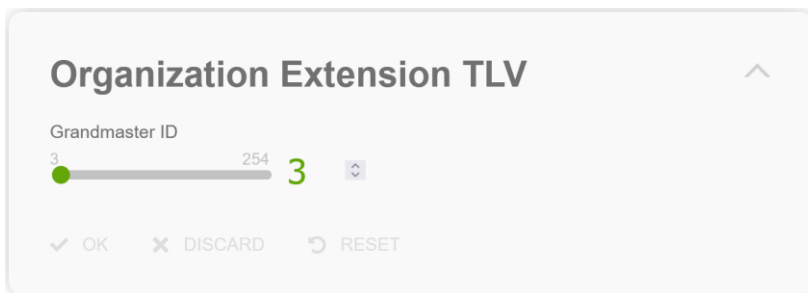 Organization Extension TLV
Grandmaster ID
3 254 3
OK DISCARD RESET